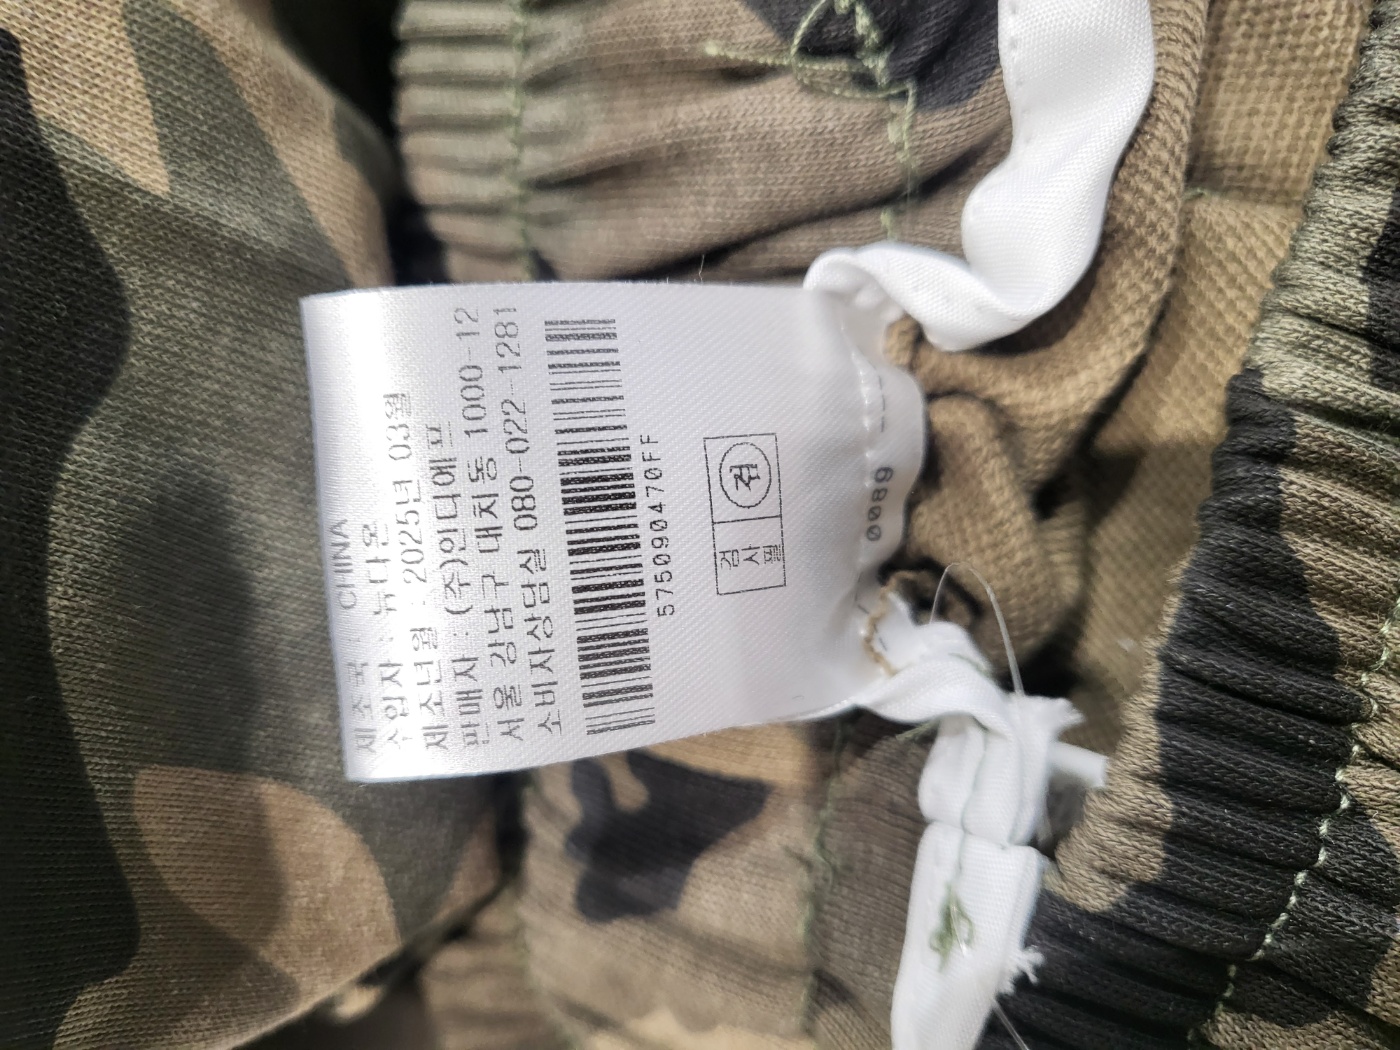 제조국 : CHINA
수입자 : 뉴다온
제조년월 : 2025년 03월
판매자 : (주)인디에프
서울 강남구 대치동 1000-12
소비자상담실 080-022-1281
575090470FF
검사필 검
0089